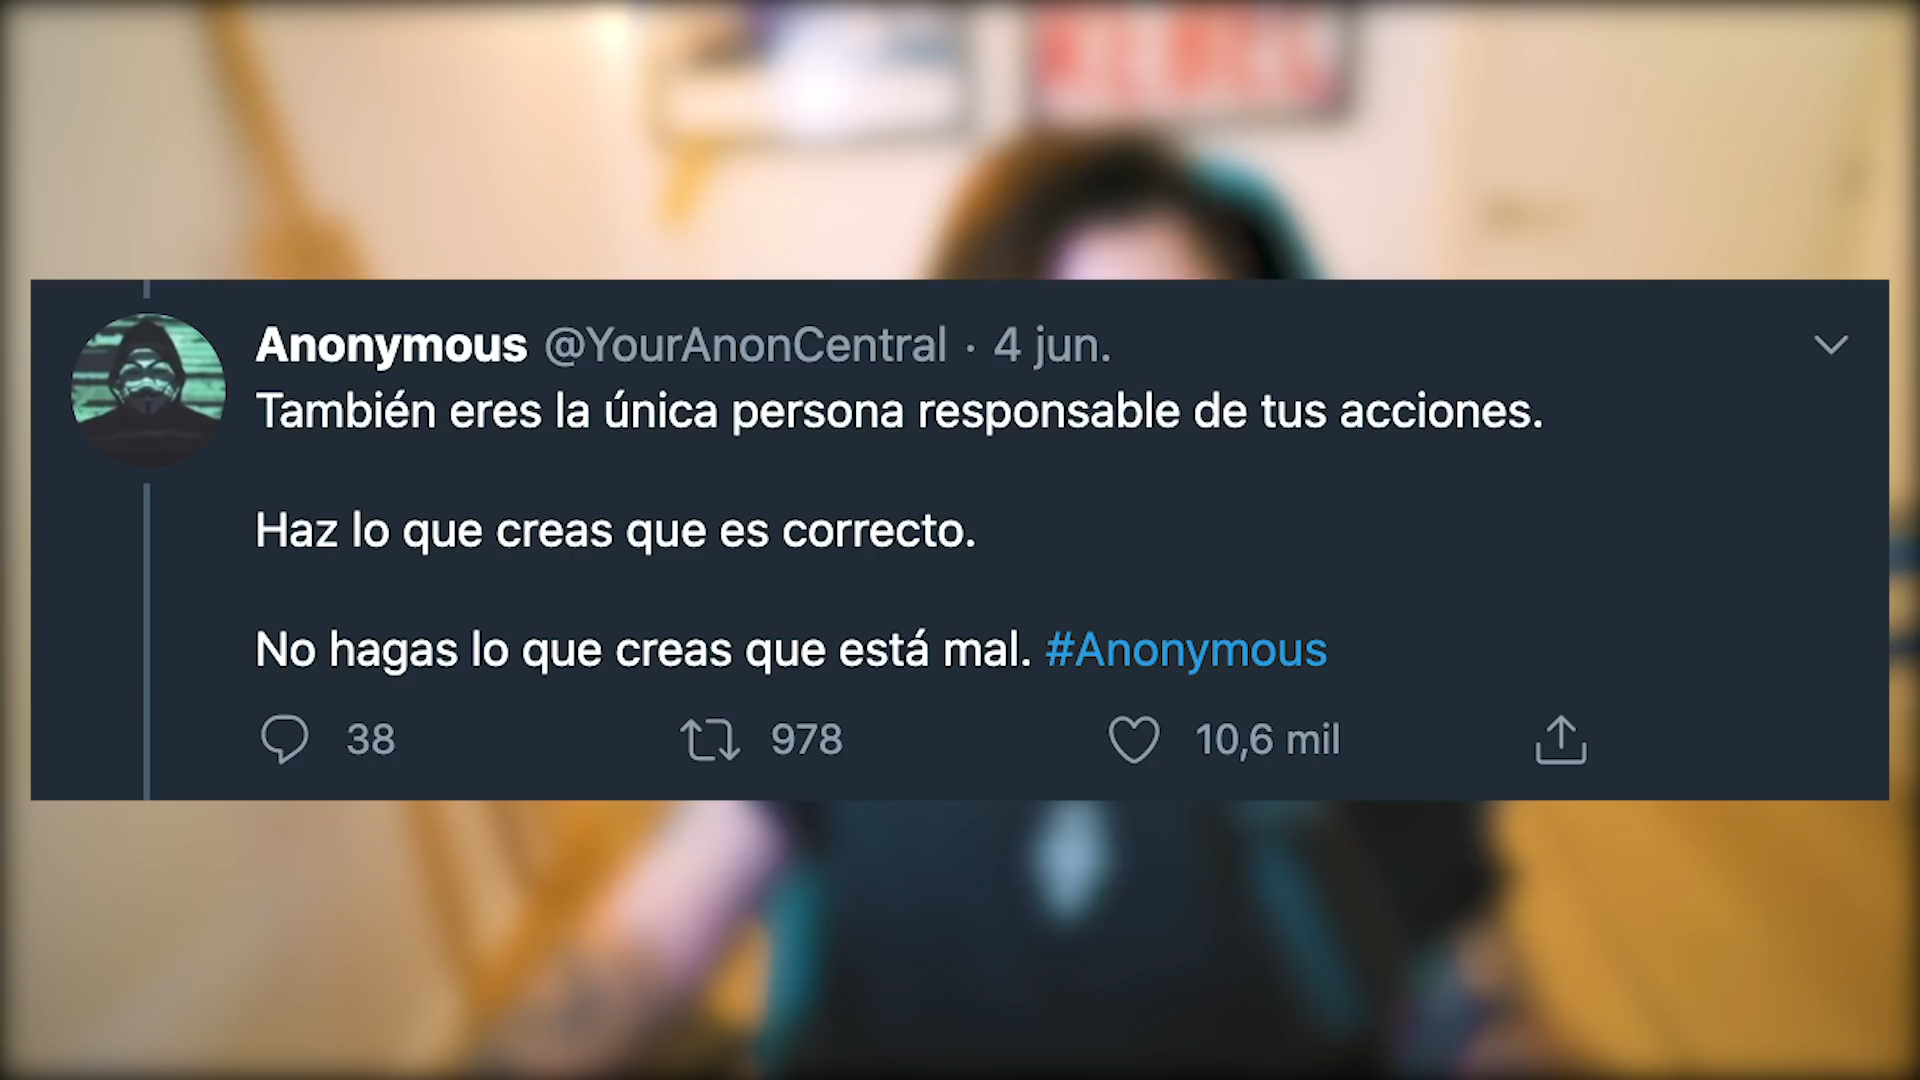 Anonymous @YourAnonCentral · 4 jun.
También eres la única persona responsable de tus acciones.
Haz lo que creas que es correcto.
No hagas lo que creas que está mal. #Anonymous
38 978 10,6 mil